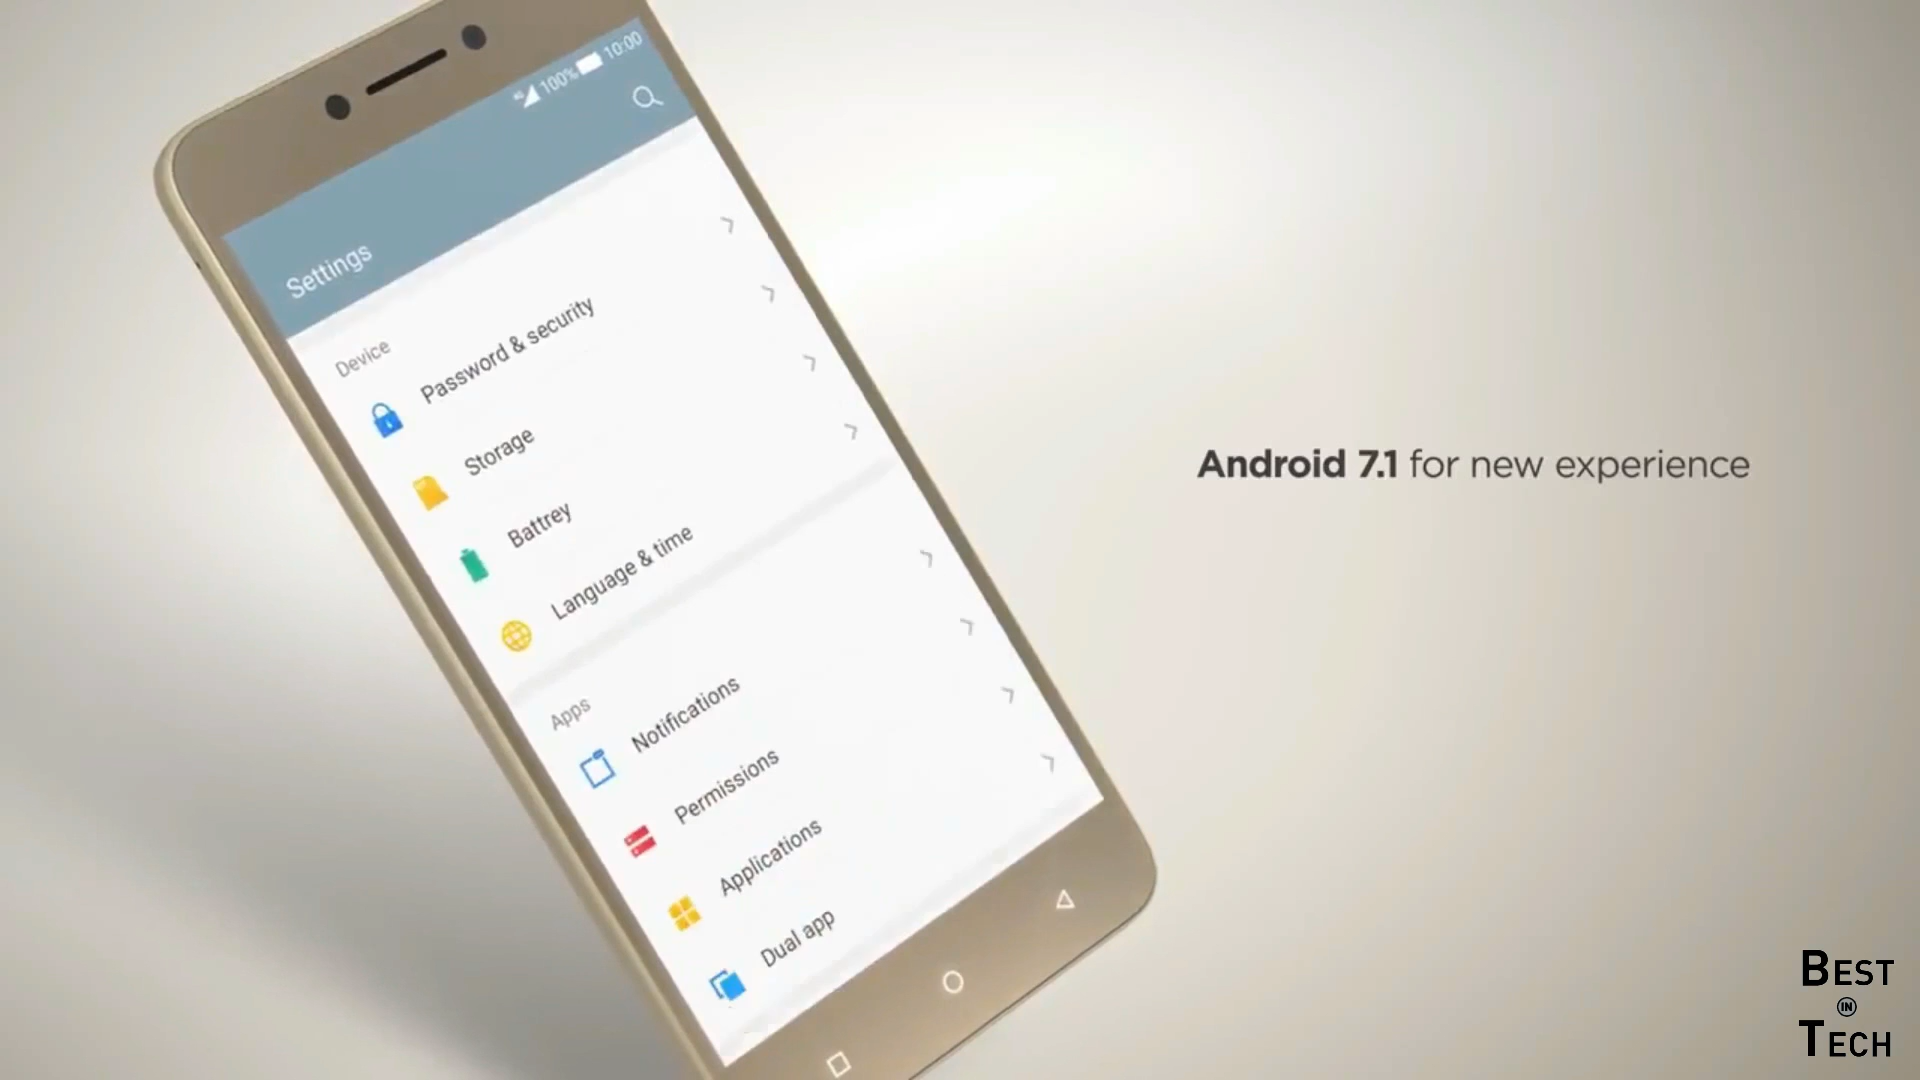 4G 100% 10:00
Settings
Device
Password & security
Storage
Battrey
Language & time
Apps
Notifications
Permissions
Applications
Dual app
Android 7.1 for new experience
BEST
IN
TECH